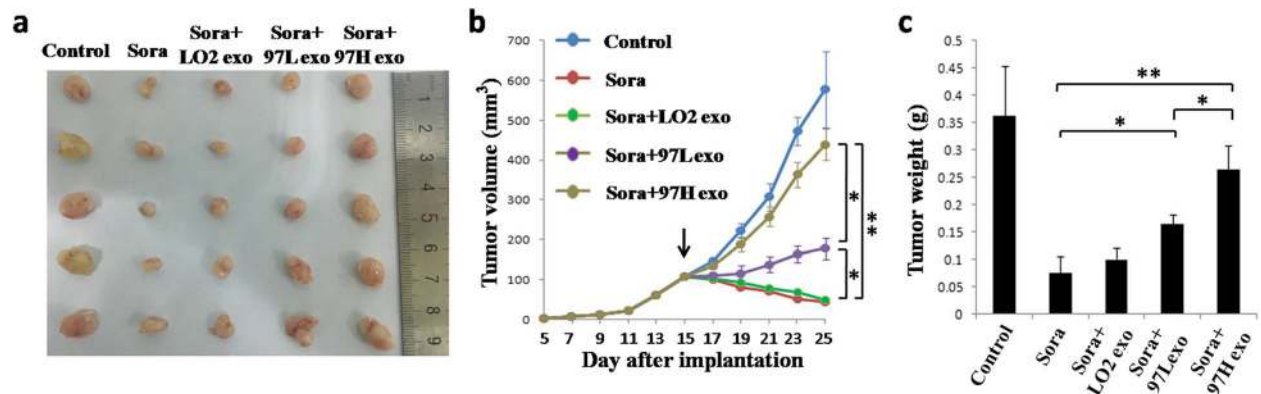 a
Control
Sora
Sora+
LO2 exo
Sora+
97L exo
Sora+
97H exo
1
2
3
4
5
6
7
8
9
b
Tumor volume (mm³)
700
600
500
400
300
200
100
0
Control
Sora
Sora+LO2 exo
Sora+97L exo
Sora+97H exo
*
**
*
5 7 9 11 13 15 17 19 21 23 25
Day after implantation
c
Tumor weight (g)
0.5
0.45
0.4
0.35
0.3
0.25
0.2
0.15
0.1
0.05
0
**
*
*
Control
Sora
Sora+
LO2 exo
Sora+
97Lexo
Sora+
97H exo